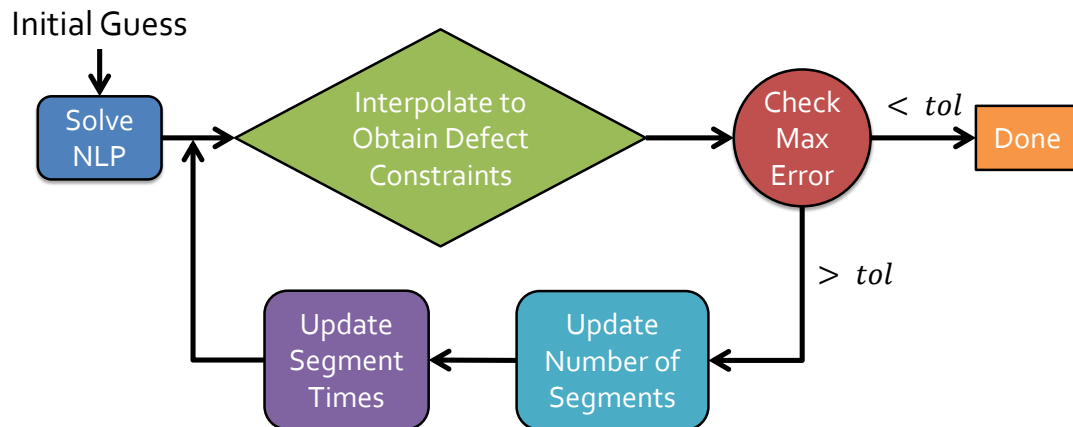 Initial Guess
Solve
NLP
Interpolate to
Obtain Defect
Constraints
Check
Max
Error
< tol
Done
> tol
Update
Number of
Segments
Update
Segment
Times